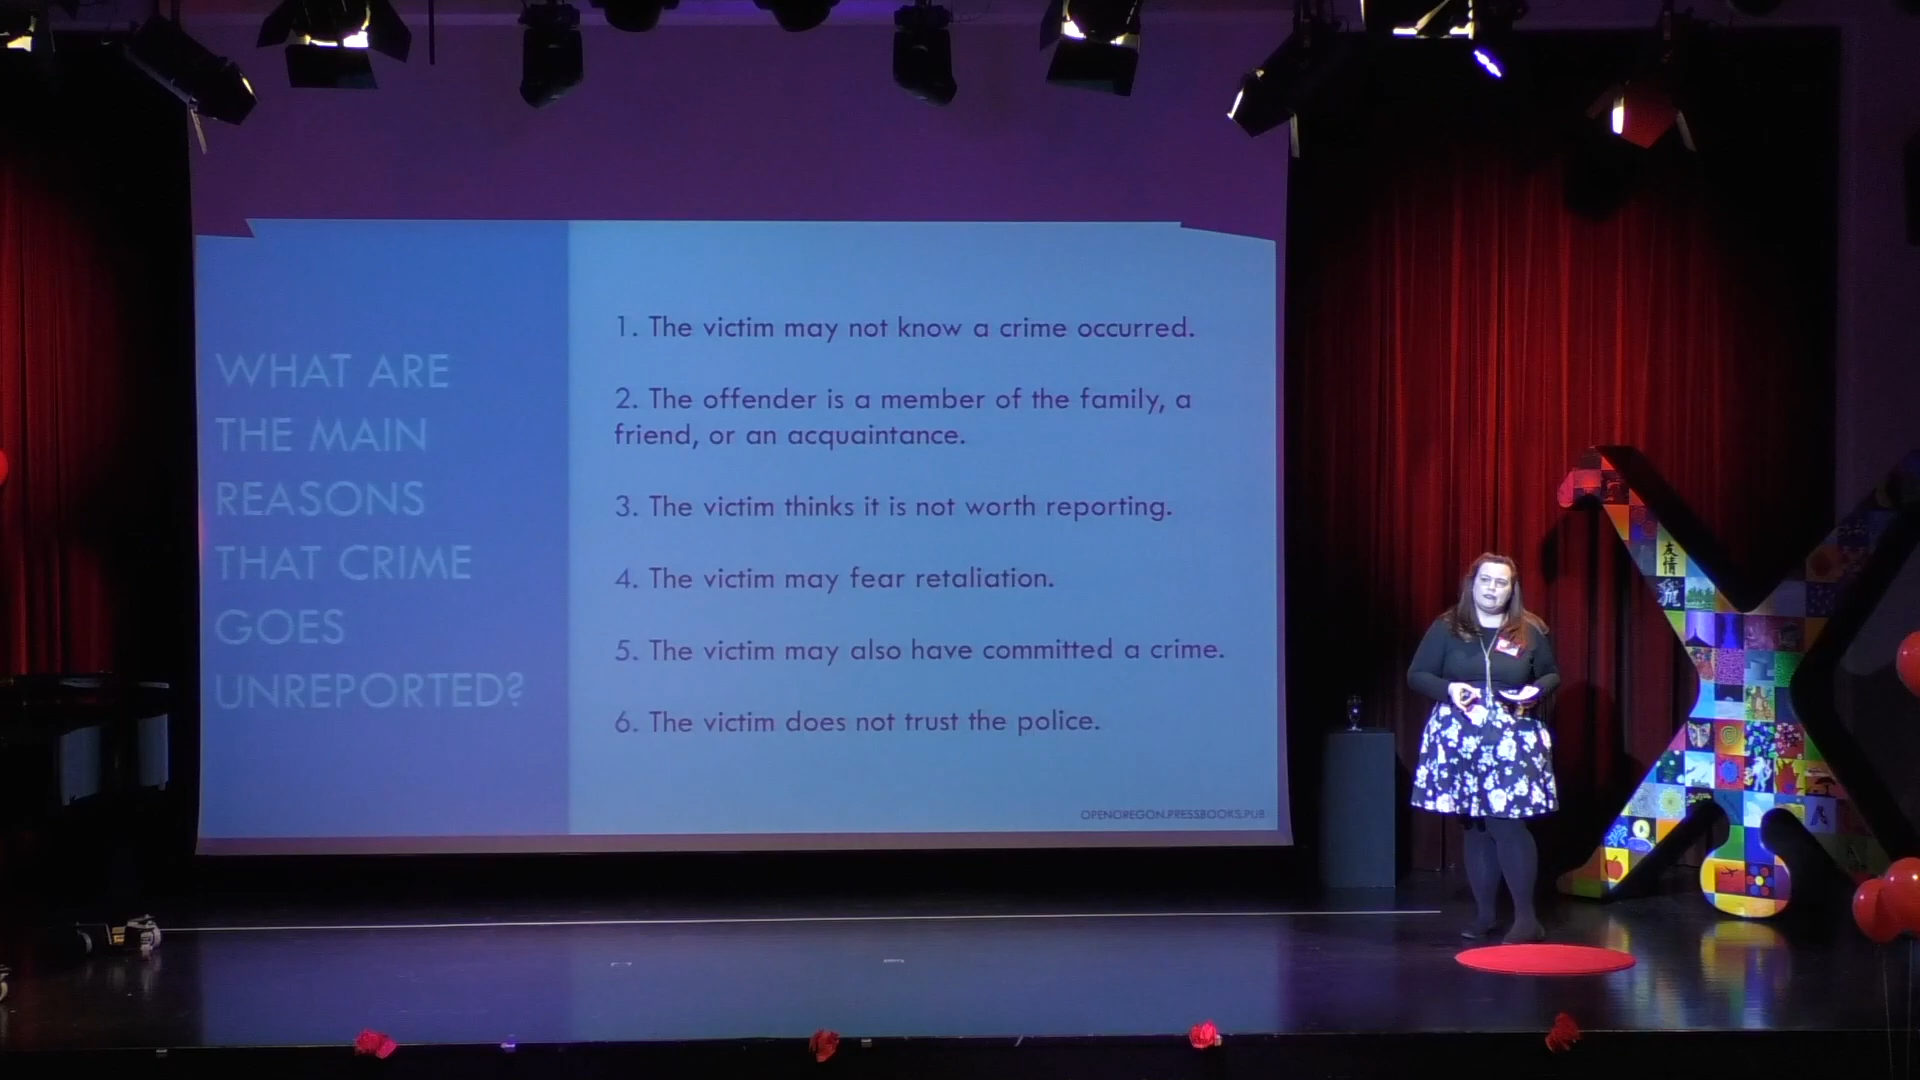 WHAT ARE
THE MAIN
REASONS
THAT CRIME
GOES
UNREPORTED?
1. The victim may not know a crime occurred.
2. The offender is a member of the family, a
friend, or an acquaintance.
3. The victim thinks it is not worth reporting.
4. The victim may fear retaliation.
5. The victim may also have committed a crime.
6. The victim does not trust the police.
OPENOREGON.PRESSBOOKS.PUB
友
情